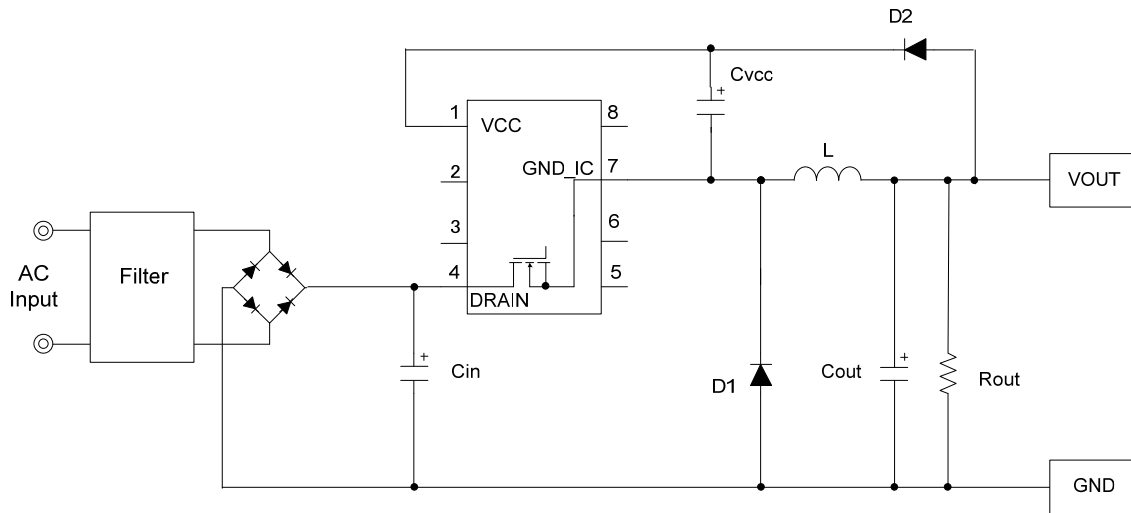 D2
Cvcc
+
1
VCC
8
2
GND_IC
7
L
VOUT
3
6
AC
Input
Filter
4
DRAIN
5
+
Cin
D1
Cout
+
Rout
GND